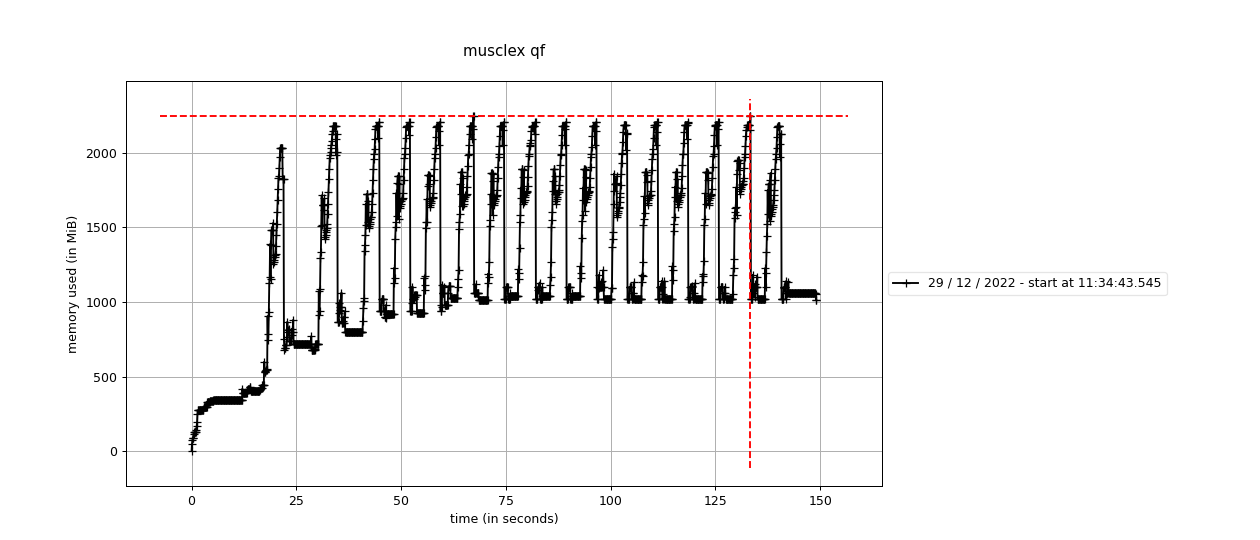 musclex qf
memory used (in MiB)
2000
1500
1000
500
0
0 25 50 75 100 125 150
time (in seconds)
29 / 12 / 2022 - start at 11:34:43.545